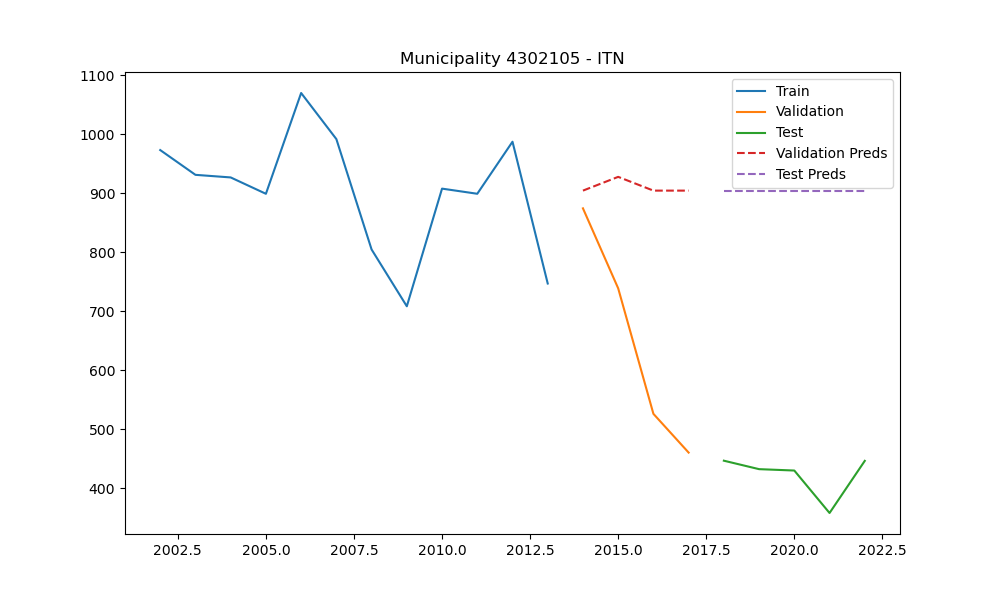 Municipality 4302105 - ITN
1100
1000
900
800
700
600
500
400
Train
Validation
Test
Validation Preds
Test Preds
2002.5 2005.0 2007.5 2010.0 2012.5 2015.0 2017.5 2020.0 2022.5